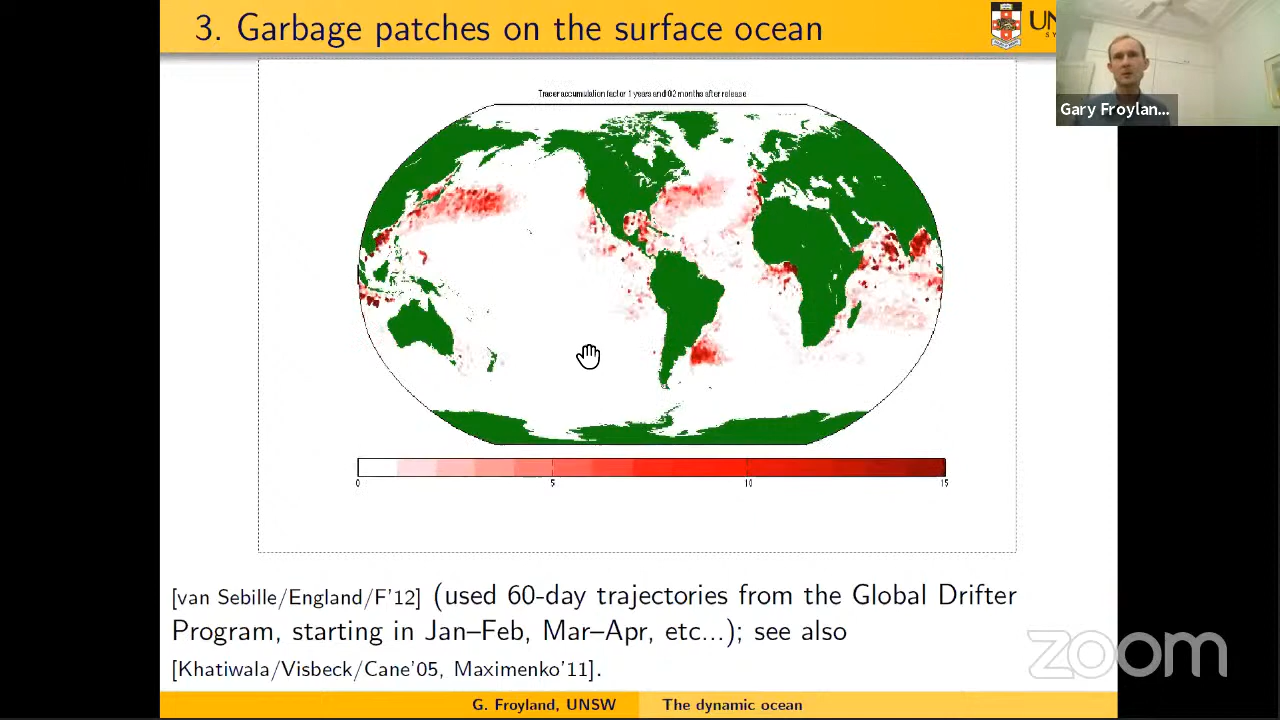 3. Garbage patches on the surface ocean
UN
Gary Froylan...
Tracer accumulation factor 1 years and 02 months after release
0 5 10 15
[van Sebille/England/F'12] (used 60-day trajectories from the Global Drifter
Program, starting in Jan–Feb, Mar–Apr, etc...); see also
[Khatiwala/Visbeck/Cane'05, Maximenko'11].
zoom
G. Froyland, UNSW The dynamic ocean